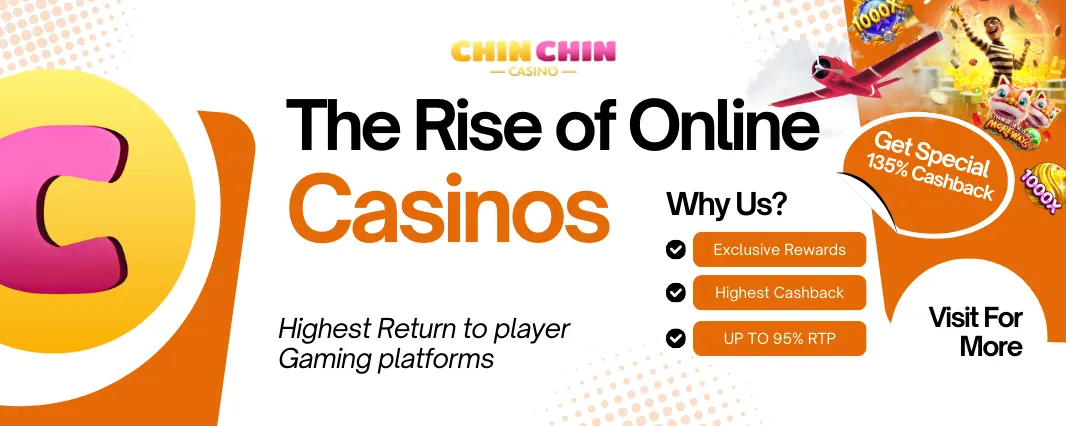 CHIN CHIN
CASINO
The Rise of Online
Casinos
Highest Return to player
Gaming platforms
Why Us?
Exclusive Rewards
Highest Cashback
UP TO 95% RTP
1000X
MOREWAYS
Get Special
135% Cashback
1000X
Visit For
More
C